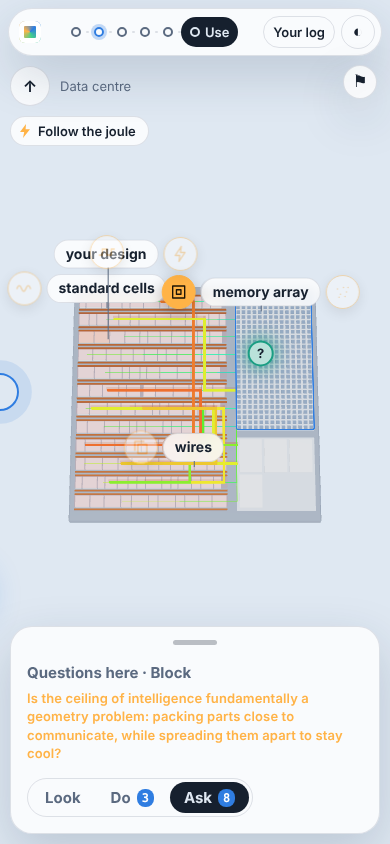 Use
Your log
Data centre
Follow the joule
your design
standard cells
memory array
?
wires
Questions here · Block
Is the ceiling of intelligence fundamentally a
geometry problem: packing parts close to
communicate, while spreading them apart to stay
cool?
Look
Do 3
Ask 8